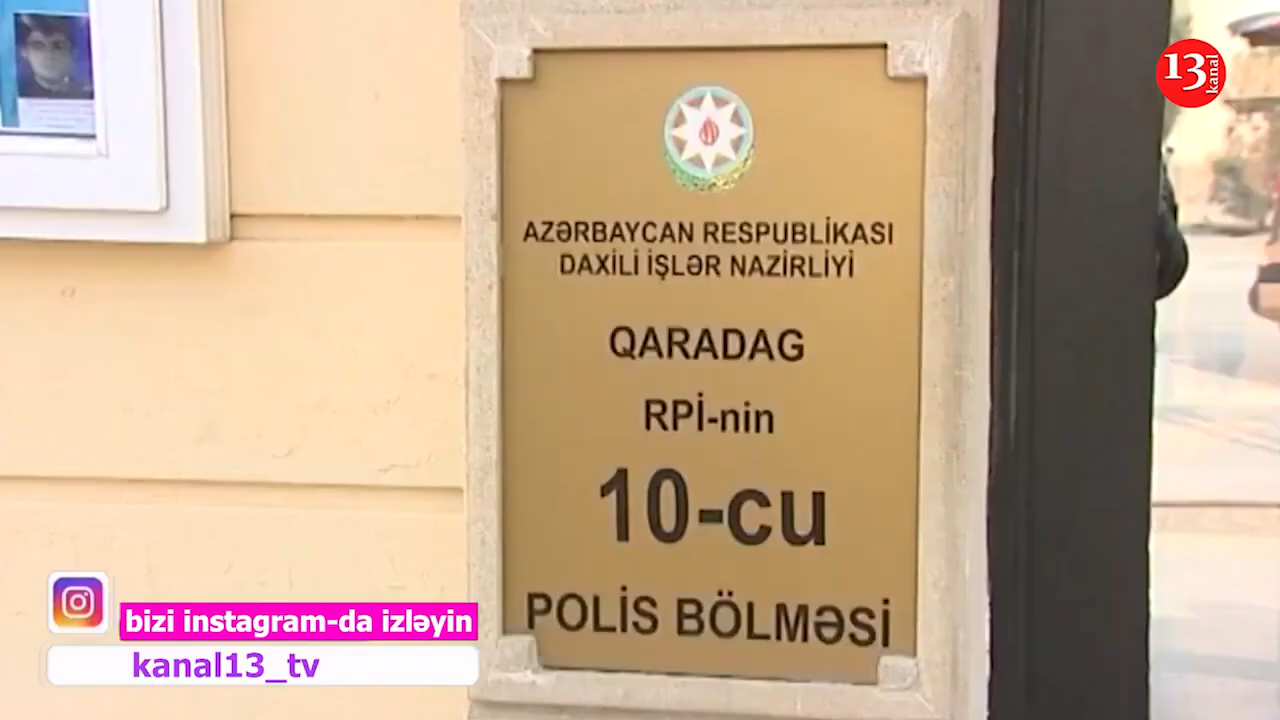 13
kanal
AZƏRBAYCAN RESPUBLİKASI
DAXİLİ İŞLƏR NAZİRLİYİ
QARADAG
RPİ-nin
10-cu
POLİS BÖLMƏSİ
bizi instagram-da izləyin
kanal13_tv